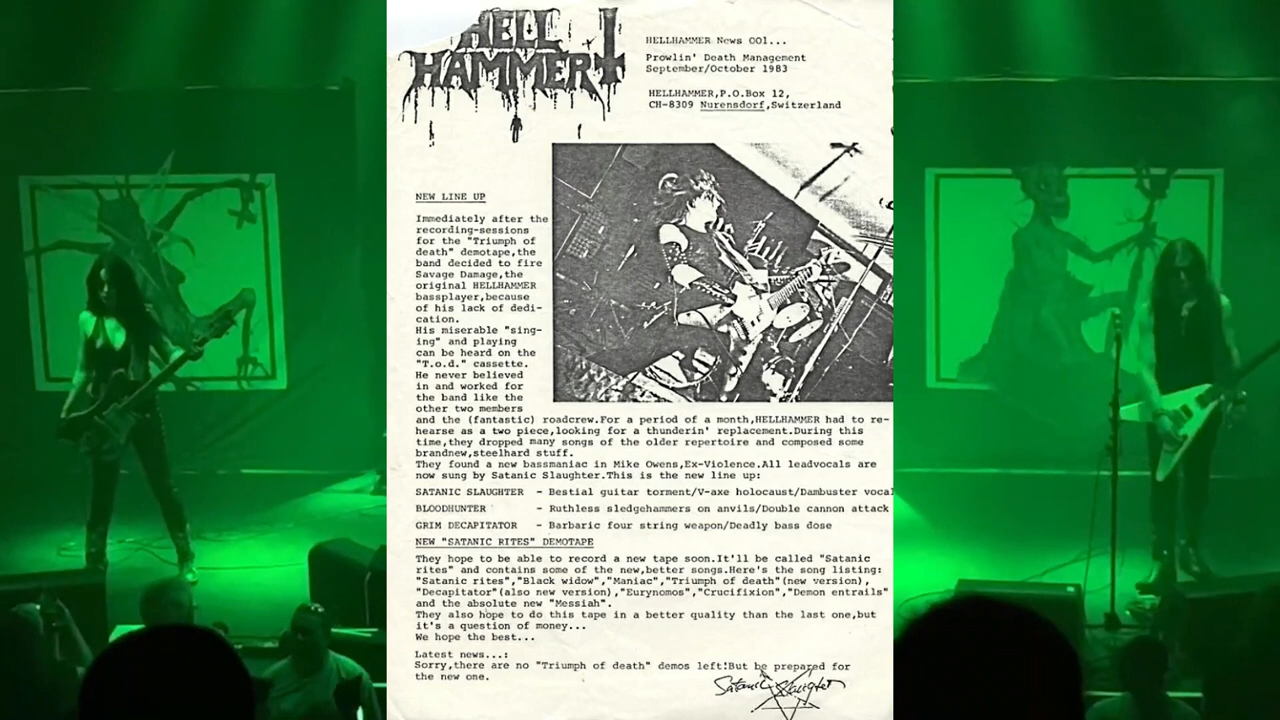 HELL
HAMMER
HELLHAMMER News OO1...
Prowlin' Death Management
September/October 1983
HELLHAMMER,P.O.Box 12,
CH-8309 Nurensdorf,Switzerland
NEW LINE UP
Immediately after the
recording-sessions
for the "Triumph of
death" demotape,the
band decided to fire
Savage Damage,the
original HELLHAMMER
bassplayer,because
of his lack of dedi-
cation.
His miserable "sing-
ing" and playing
can be heard on the
"T.o.d." cassette.
He never believed
in and worked for
the band like the
other two members
and the (fantastic) roadcrew.For a period of a month,HELLHAMMER had to re-
hearse as a two piece,looking for a thunderin' replacement.During this
time,they dropped many songs of the older repertoire and composed some
brandnew,steelhard stuff.
They found a new bassmaniac in Mike Owens,Ex-Violence.All leadvocals are
now sung by Satanic Slaughter.This is the new line up:
SATANIC SLAUGHTER - Bestial guitar torment/V-axe holocaust/Dambuster vocal
BLOODHUNTER - Ruthless sledgehammers on anvils/Double cannon attack
GRIM DECAPITATOR - Barbaric four string weapon/Deadly bass dose
NEW "SATANIC RITES" DEMOTAPE
They hope to be able to record a new tape soon.It'll be called "Satanic
rites" and contains some of the new,better songs.Here's the song listing:
"Satanic rites","Black widow","Maniac","Triumph of death"(new version),
"Decapitator"(also new version),"Eurynomos","Crucifixion","Demon entrails"
and the absolute new "Messiah".
They also hope to do this tape in a better quality than the last one,but
it's a question of money...
We hope the best...
Latest news...:
Sorry,there are no "Triumph of death" demos left!But be prepared for
the new one.
Satanic Slaughter